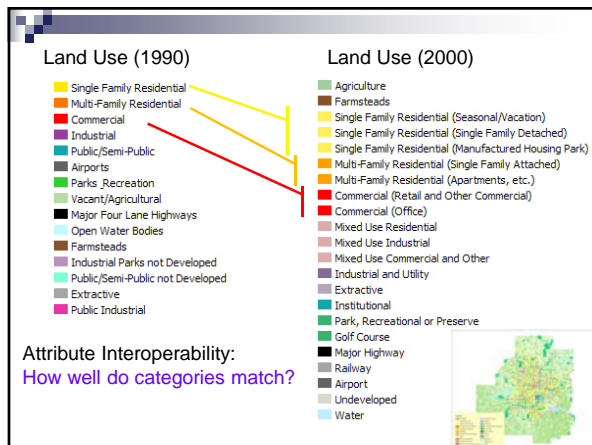 Land Use (1990)
Single Family Residential
Multi-Family Residential
Commercial
Industrial
Public/Semi-Public
Airports
Parks Recreation
Vacant/Agricultural
Major Four Lane Highways
Open Water Bodies
Farmsteads
Industrial Parks not Developed
Public/Semi-Public not Developed
Extractive
Public Industrial
Land Use (2000)
Agriculture
Farmsteads
Single Family Residential (Seasonal/Vacation)
Single Family Residential (Single Family Detached)
Single Family Residential (Manufactured Housing Park)
Multi-Family Residential (Single Family Attached)
Multi-Family Residential (Apartments, etc.)
Commercial (Retail and Other Commercial)
Commercial (Office)
Mixed Use Residential
Mixed Use Industrial
Mixed Use Commercial and Other
Industrial and Utility
Extractive
Institutional
Park, Recreational or Preserve
Golf Course
Major Highway
Railway
Airport
Undeveloped
Water
Attribute Interoperability:
How well do categories match?